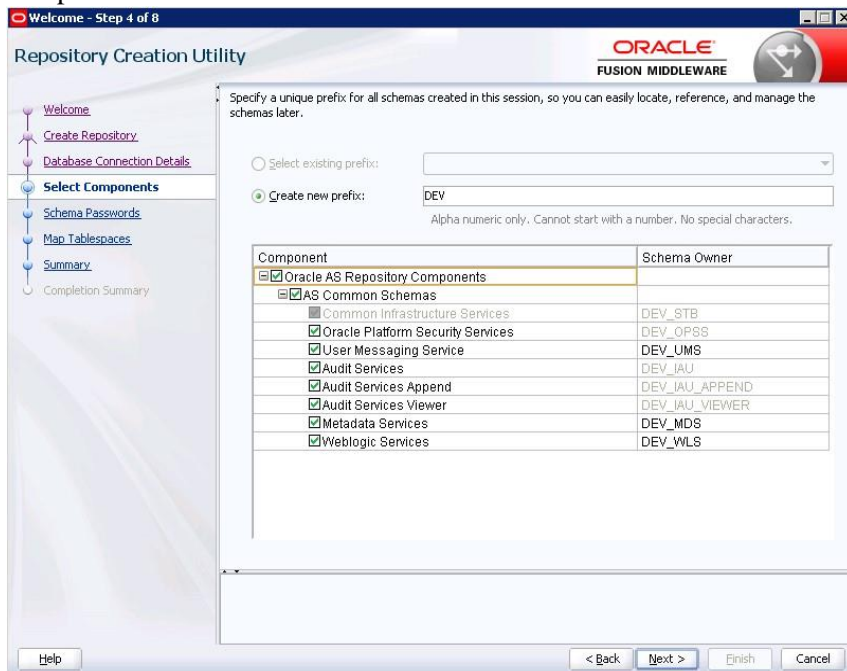 Welcome - Step 4 of 8
Repository Creation Utility
ORACLE
FUSION MIDDLEWARE
Welcome
Create Repository
Database Connection Details
Select Components
Schema Passwords
Map Tablespaces
Summary
Completion Summary
Specify a unique prefix for all schemas created in this session, so you can easily locate, reference, and manage the
schemas later.
Select existing prefix:
Create new prefix: DEV
Alpha numeric only. Cannot start with a number. No special characters.
Component Schema Owner
Oracle AS Repository Components
AS Common Schemas
Common Infrastructure Services DEV_STB
Oracle Platform Security Services DEV_OPSS
User Messaging Service DEV_UMS
Audit Services DEV_IAU
Audit Services Append DEV_IAU_APPEND
Audit Services Viewer DEV_IAU_VIEWER
Metadata Services DEV_MDS
Weblogic Services DEV_WLS
Help < Back Next > Finish Cancel